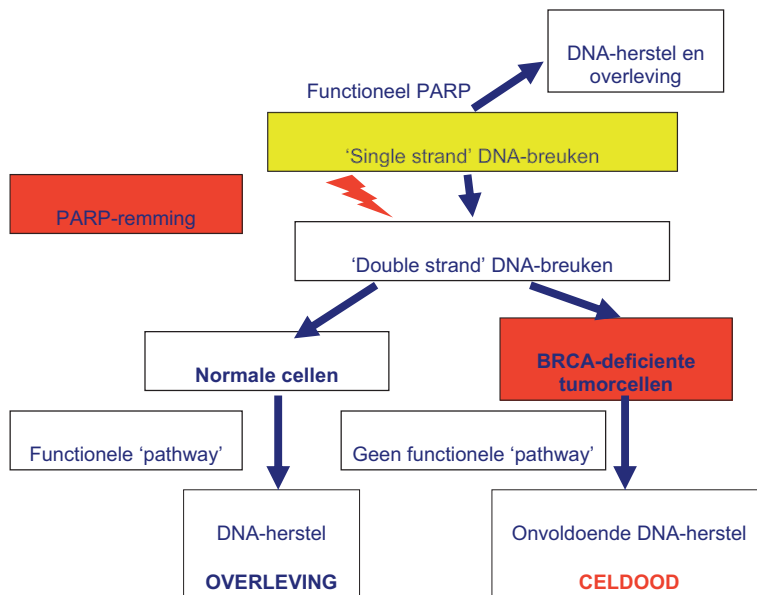 DNA-herstel en
overleving
Functioneel PARP
‘Single strand’ DNA-breuken
PARP-remming
‘Double strand’ DNA-breuken
Normale cellen
BRCA-deficiente
tumorcellen
Functionele ‘pathway’
Geen functionele ‘pathway’
DNA-herstel
OVERLEVING
Onvoldoende DNA-herstel
CELDOOD